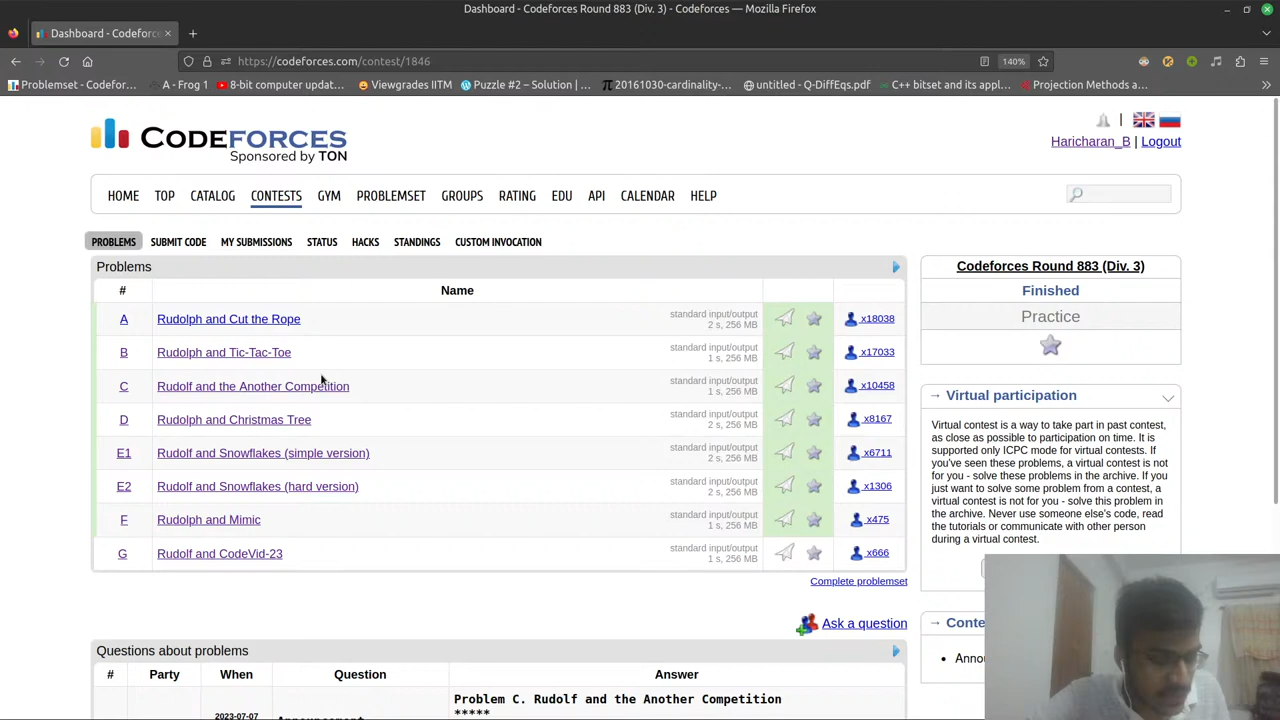 Dashboard - Codeforces Round 883 (Div. 3) - Codeforces — Mozilla Firefox
Dashboard - Codeforc
https://codeforces.com/contest/1846
140%
Problemset - Codefor…
A - Frog 1
8-bit computer updat…
Viewgrades IITM
Puzzle #2 – Solution | …
20161030-cardinality-…
untitled - Q-DiffEqs.pdf
C++ bitset and its appl…
Projection Methods a…
CODEFORCES
Sponsored by TON
Haricharan_B | Logout
HOME TOP CATALOG CONTESTS GYM PROBLEMSET GROUPS RATING EDU API CALENDAR HELP
PROBLEMS SUBMIT CODE MY SUBMISSIONS STATUS HACKS STANDINGS CUSTOM INVOCATION
Problems
# Name
A Rudolph and Cut the Rope standard input/output x18038
2 s, 256 MB
B Rudolph and Tic-Tac-Toe standard input/output x17033
1 s, 256 MB
C Rudolf and the Another Competition standard input/output x10458
1 s, 256 MB
D Rudolph and Christmas Tree standard input/output x8167
2 s, 256 MB
E1 Rudolf and Snowflakes (simple version) standard input/output x6711
2 s, 256 MB
E2 Rudolf and Snowflakes (hard version) standard input/output x1306
2 s, 256 MB
F Rudolph and Mimic standard input/output x475
1 s, 256 MB
G Rudolf and CodeVid-23 standard input/output x666
1 s, 256 MB
Complete problemset
Ask a question
Questions about problems
# Party When Question Answer
2023-07-07
Announcement
Problem C. Rudolf and the Another Competition
*****
Codeforces Round 883 (Div. 3)
Finished
Practice
→ Virtual participation
Virtual contest is a way to take part in past contest,
as close as possible to participation on time. It is
supported only ICPC mode for virtual contests. If
you've seen these problems, a virtual contest is not
for you - solve these problems in the archive. If you
just want to solve some problem from a contest, a
virtual contest is not for you - solve this problem in
the archive. Never use someone else's code, read
the tutorials or communicate with other person
during a virtual contest.
→ Conte
Annou